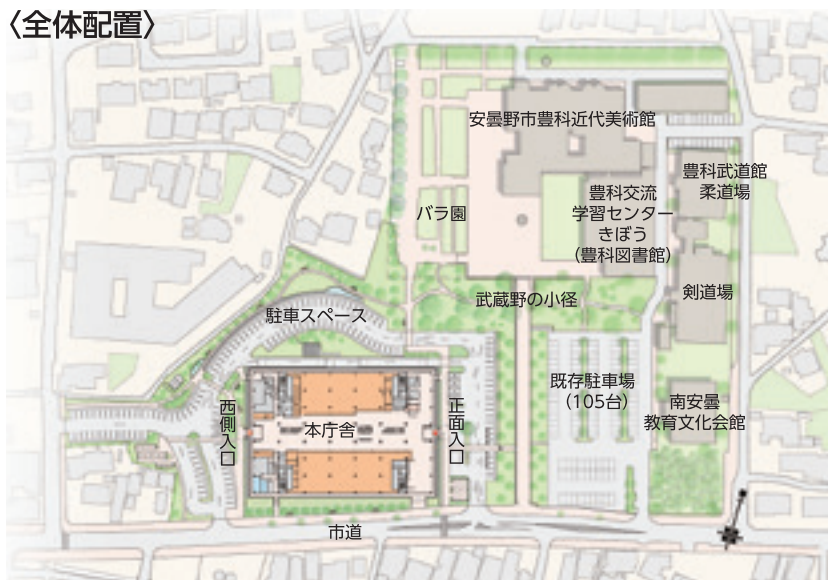 〈全体配置〉
安曇野市豊科近代美術館
豊科武道館
柔道場
豊科交流
学習センター
きぼう
（豊科図書館）
バラ園
剣道場
武蔵野の小径
駐車スペース
既存駐車場
（105台）
南安曇
教育文化会館
西側入口
本庁舎
正面入口
市道